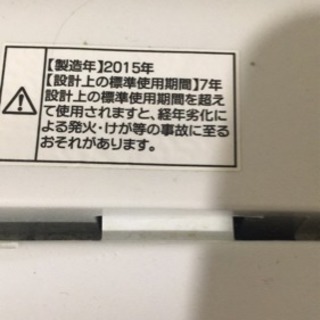 【製造年】2015年
【設計上の標準使用期間】7年
設計上の標準使用期間を超え
て使用されますと、経年劣化に
よる発火・けが等の事故に至る
おそれがあります。